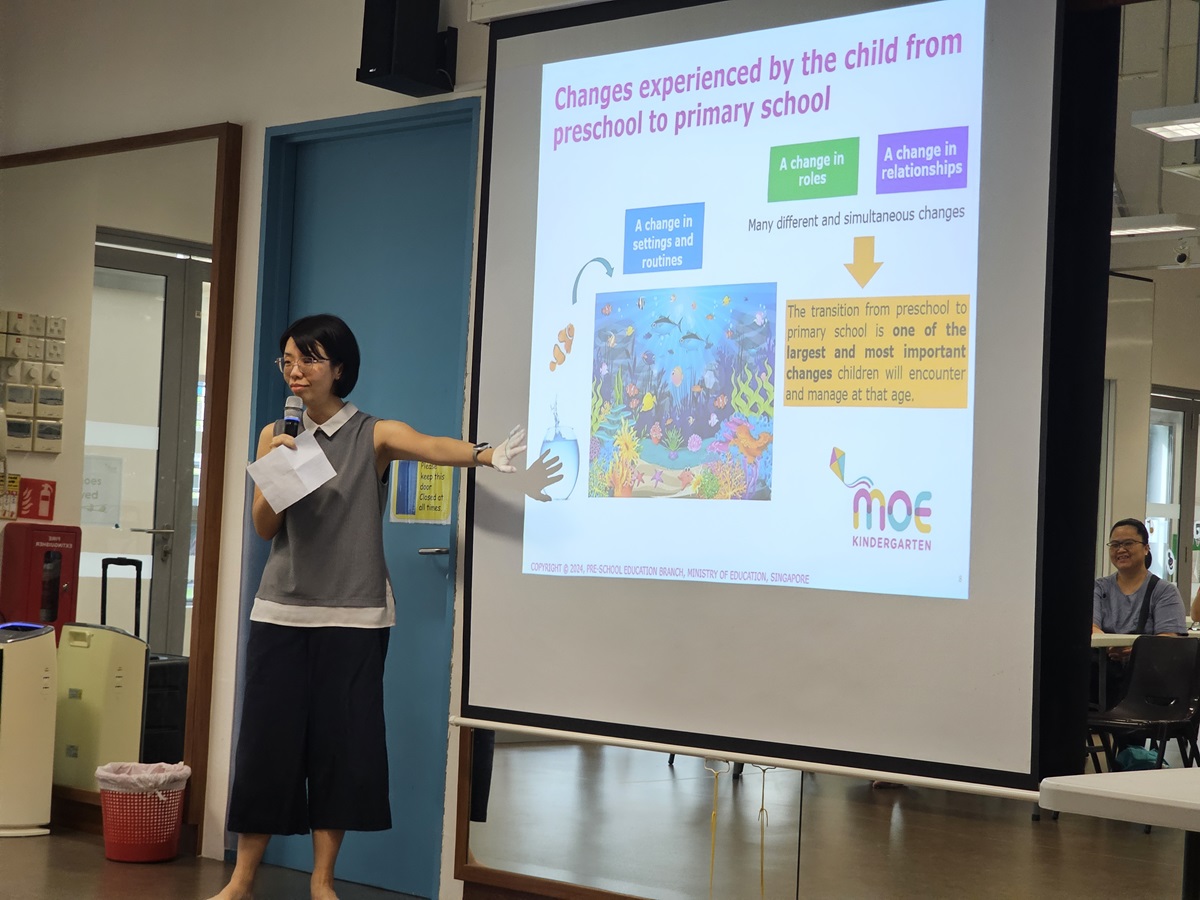 Changes experienced by the child from
preschool to primary school
A change in
settings and
routines
A change in
roles
A change in
relationships
Many different and simultaneous changes
The transition from preschool to
primary school is one of the
largest and most important
changes children will encounter
and manage at that age.
MOE
KINDERGARTEN
COPYRIGHT @ 2024, PRE-SCHOOL EDUCATION BRANCH, MINISTRY OF EDUCATION, SINGAPORE
8
Please
keep this
door
Closed at
all times.